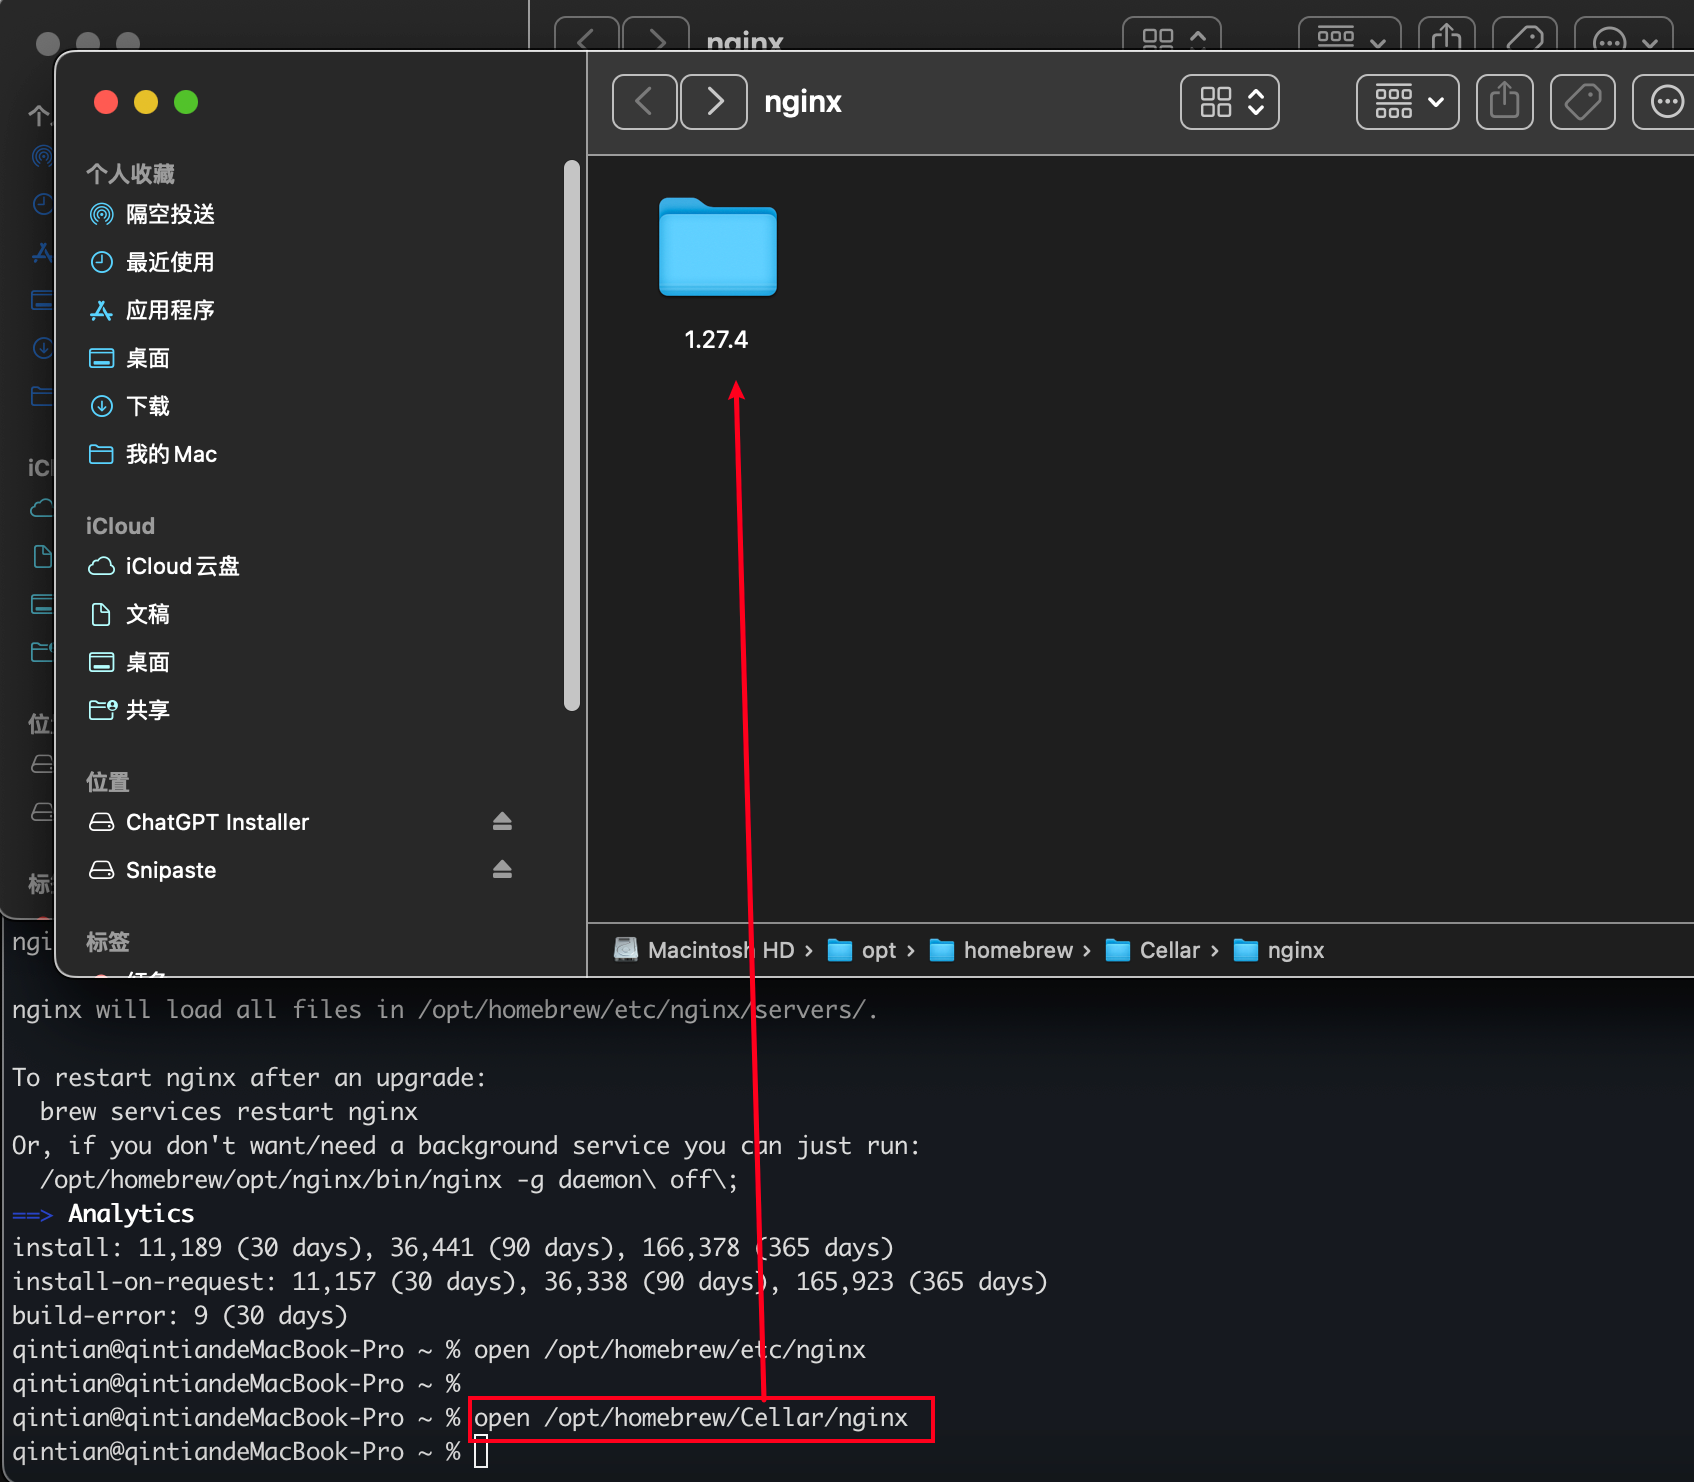 nginx
个
iCl
位
标
nginx
个人收藏
隔空投送
最近使用
应用程序
桌面
下载
我的 Mac
iCloud
iCloud 云盘
文稿
桌面
共享
位置
ChatGPT Installer
Snipaste
标签
红色
1.27.4
Macintosh HD › opt › homebrew › Cellar › nginx
ngi
nginx will load all files in /opt/homebrew/etc/nginx/servers/.
To restart nginx after an upgrade:
brew services restart nginx
Or, if you don't want/need a background service you can just run:
/opt/homebrew/opt/nginx/bin/nginx -g daemon\ off\;
==> Analytics
install: 11,189 (30 days), 36,441 (90 days), 166,378 (365 days)
install-on-request: 11,157 (30 days), 36,338 (90 days), 165,923 (365 days)
build-error: 9 (30 days)
qintian@qintiandeMacBook-Pro ~ % open /opt/homebrew/etc/nginx
qintian@qintiandeMacBook-Pro ~ %
qintian@qintiandeMacBook-Pro ~ % open /opt/homebrew/Cellar/nginx
qintian@qintiandeMacBook-Pro ~ %